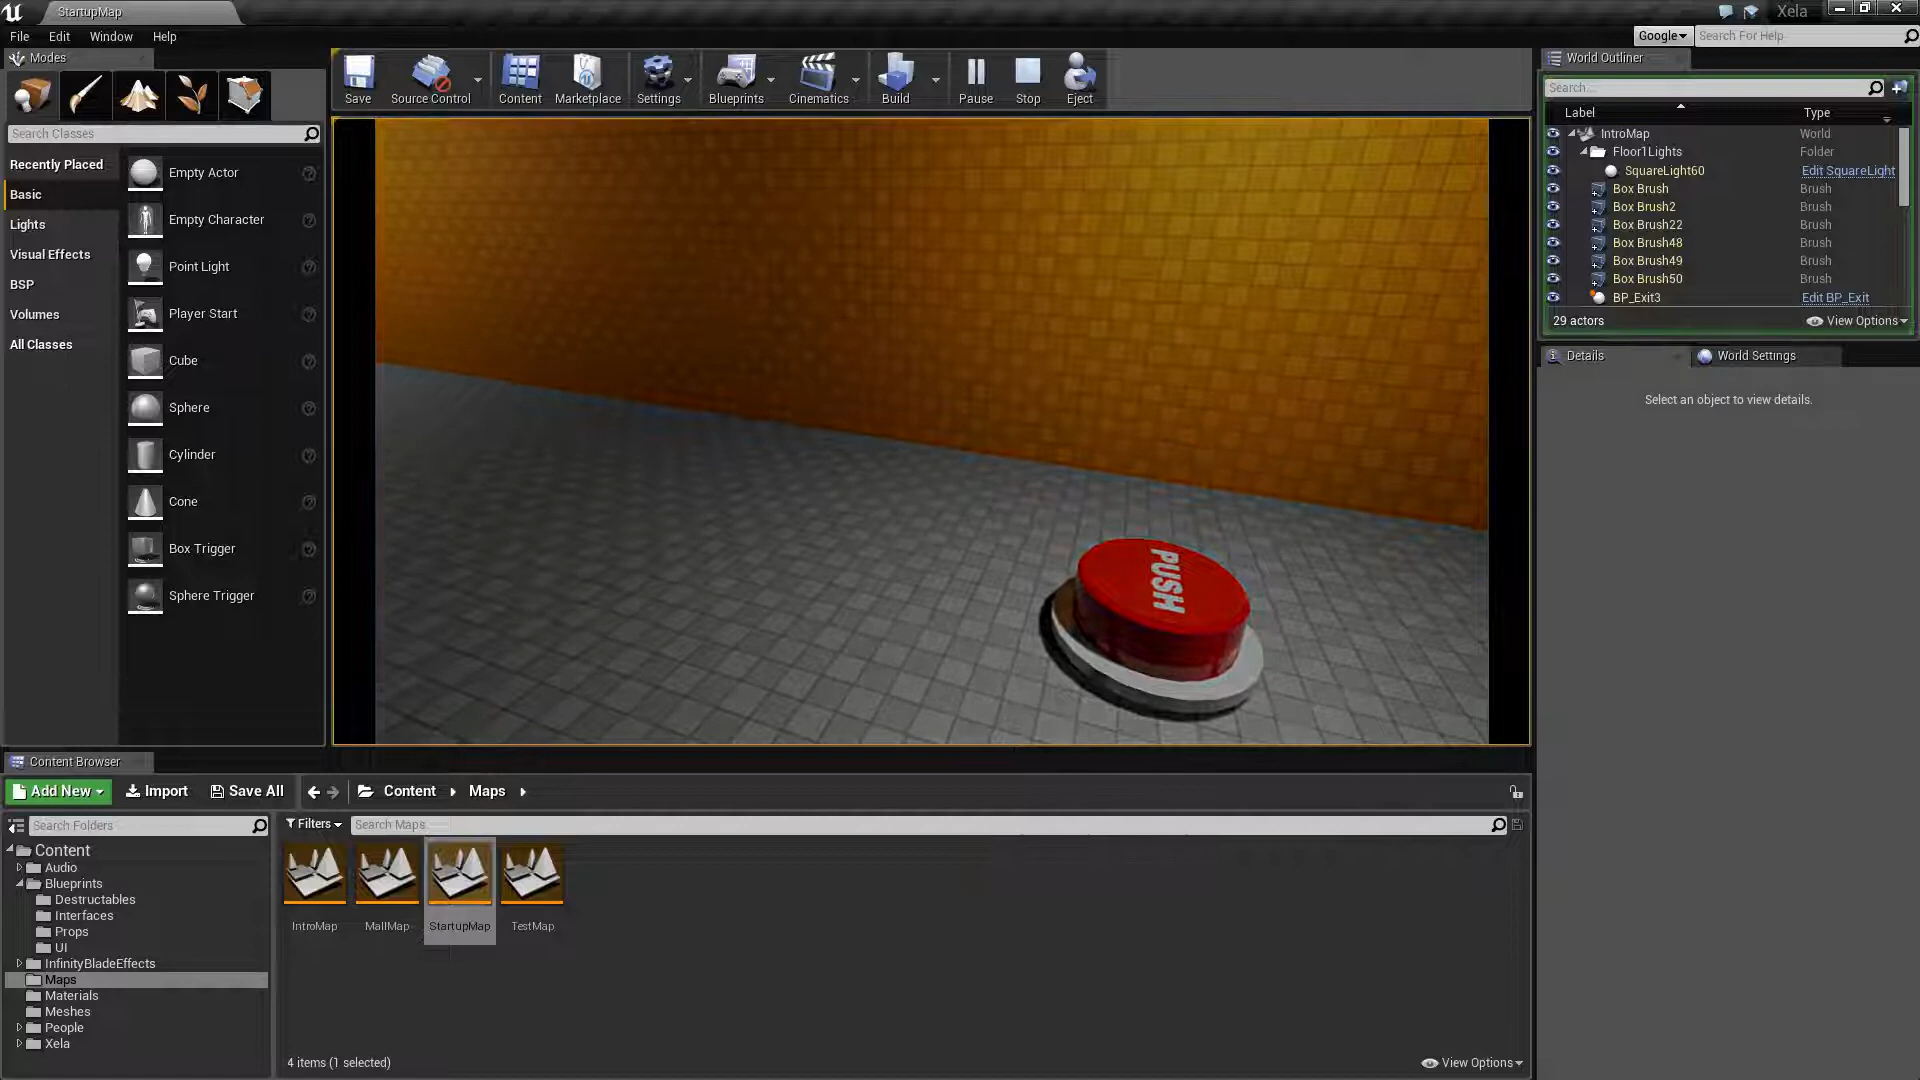 StartupMap
Xela
File Edit Window Help
Google
Search For Help
Modes
Save
Source Control
Content
Marketplace
Settings
Blueprints
Cinematics
Build
Pause
Stop
Eject
Search Classes
Recently Placed
Basic
Lights
Visual Effects
BSP
Volumes
All Classes
Empty Actor
Empty Character
Point Light
Player Start
Cube
Sphere
Cylinder
Cone
Box Trigger
Sphere Trigger
PUSH
World Outliner
Search...
Label Type
IntroMap World
Floor1Lights Folder
SquareLight60 Edit SquareLight
Box Brush Brush
Box Brush2 Brush
Box Brush22 Brush
Box Brush48 Brush
Box Brush49 Brush
Box Brush50 Brush
BP_Exit3 Edit BP_Exit
29 actors View Options
Details World Settings
Select an object to view details.
Content Browser
Add New Import Save All Content Maps
Search Folders
Filters Search Maps
Content
Audio
Blueprints
Destructables
Interfaces
Props
UI
InfinityBladeEffects
Maps
Materials
Meshes
People
Xela
IntroMap MallMap StartupMap TestMap
4 items (1 selected) View Options